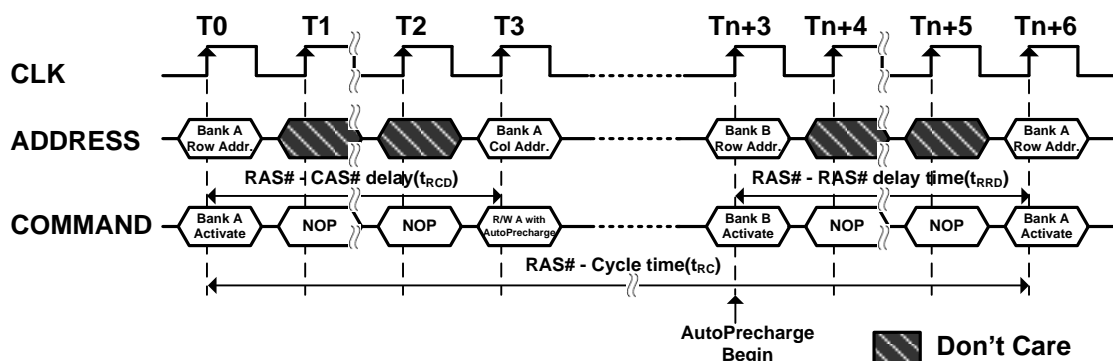 T0 T1 T2 T3 Tn+3 Tn+4 Tn+5 Tn+6
CLK
ADDRESS
Bank A
Row Addr.
Bank A
Col Addr.
Bank B
Row Addr.
Bank A
Row Addr.
RAS# - CAS# delay(tRCD)
RAS# - RAS# delay time(tRRD)
COMMAND
Bank A
Activate
NOP
NOP
R/W A with
AutoPrecharge
Bank B
Activate
NOP
NOP
Bank A
Activate
RAS# - Cycle time(tRC)
AutoPrecharge
Begin
Don't Care